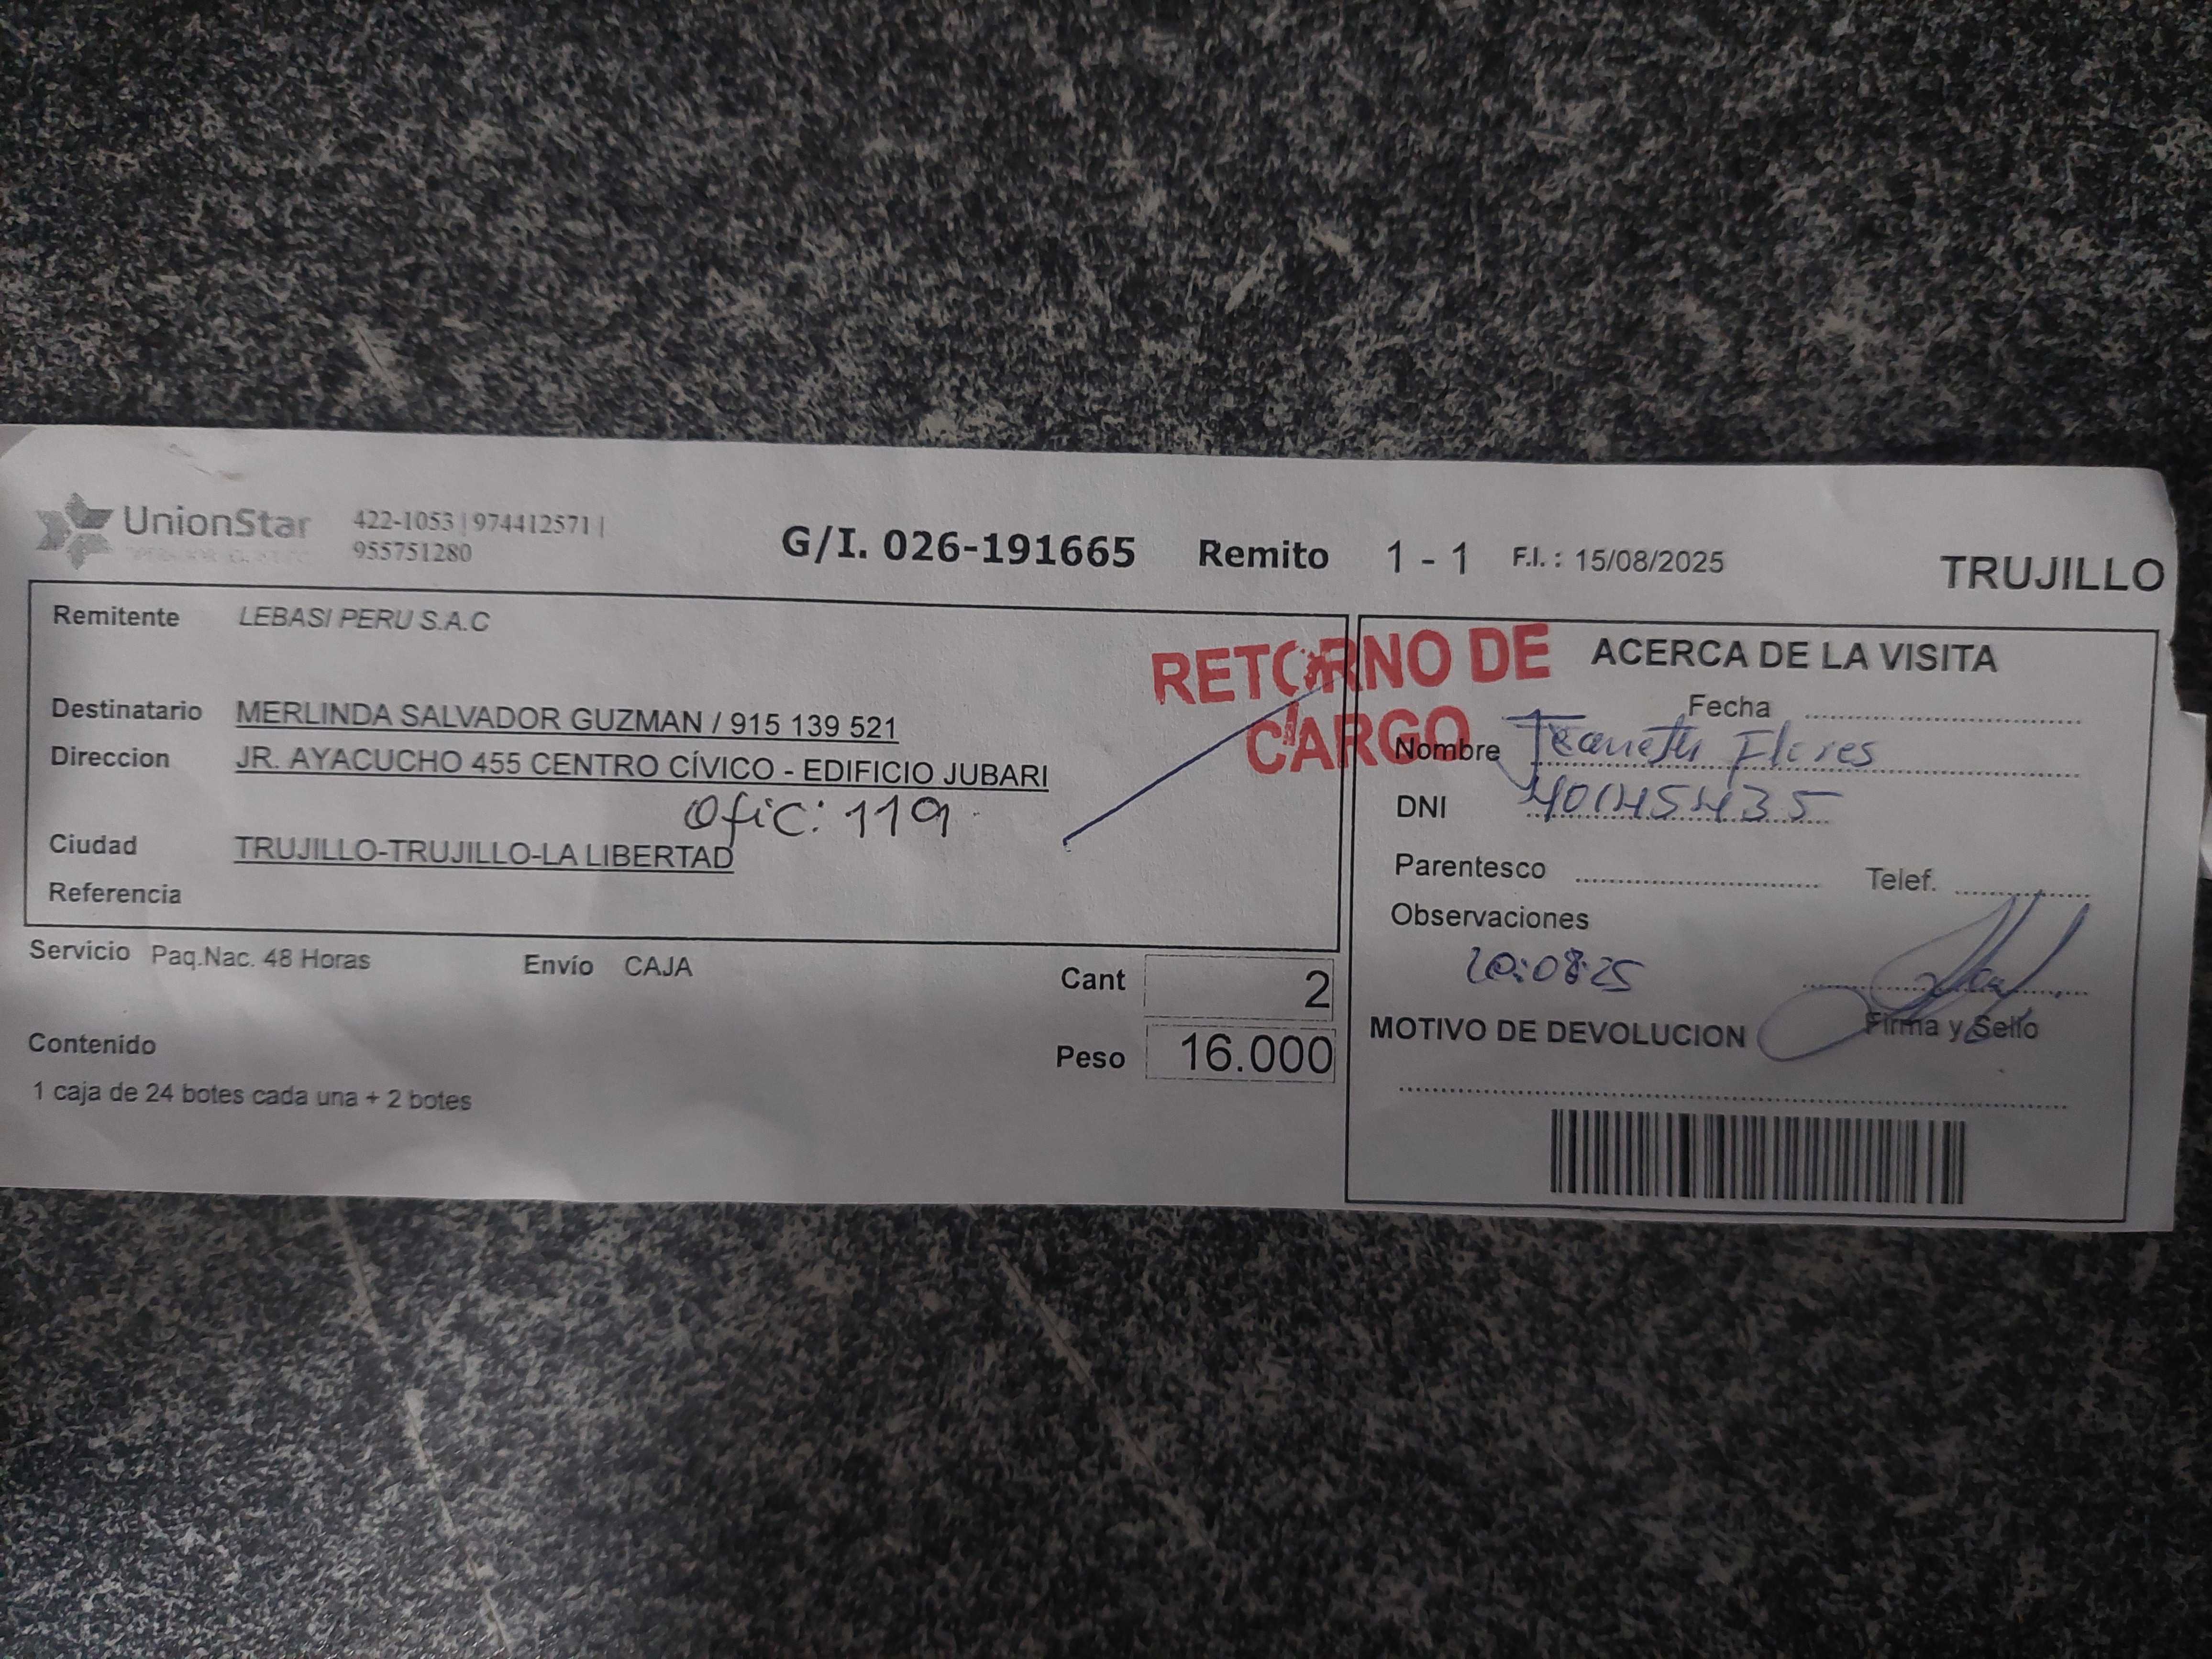 UnionStar
422-1053 | 974412571 |
955751280
G/I. 026-191665 Remito 1 - 1 F.I. : 15/08/2025
TRUJILLO
Remitente LEBASI PERU S.A.C
Destinatario MERLINDA SALVADOR GUZMAN / 915 139 521
Direccion JR. AYACUCHO 455 CENTRO CÍVICO - EDIFICIO JUBARI
Ofic: 119
Ciudad TRUJILLO-TRUJILLO-LA LIBERTAD
Referencia
Servicio Paq.Nac. 48 Horas Envío CAJA
Cant 2
Peso 16.000
Contenido
1 caja de 24 botes cada una + 2 botes
RETORNO DE
CARGO
ACERCA DE LA VISITA
Fecha
Nombre Jeaneth Flores
DNI
Parentesco Telef.
Observaciones
20:08:25
Firma y Sello
MOTIVO DE DEVOLUCION